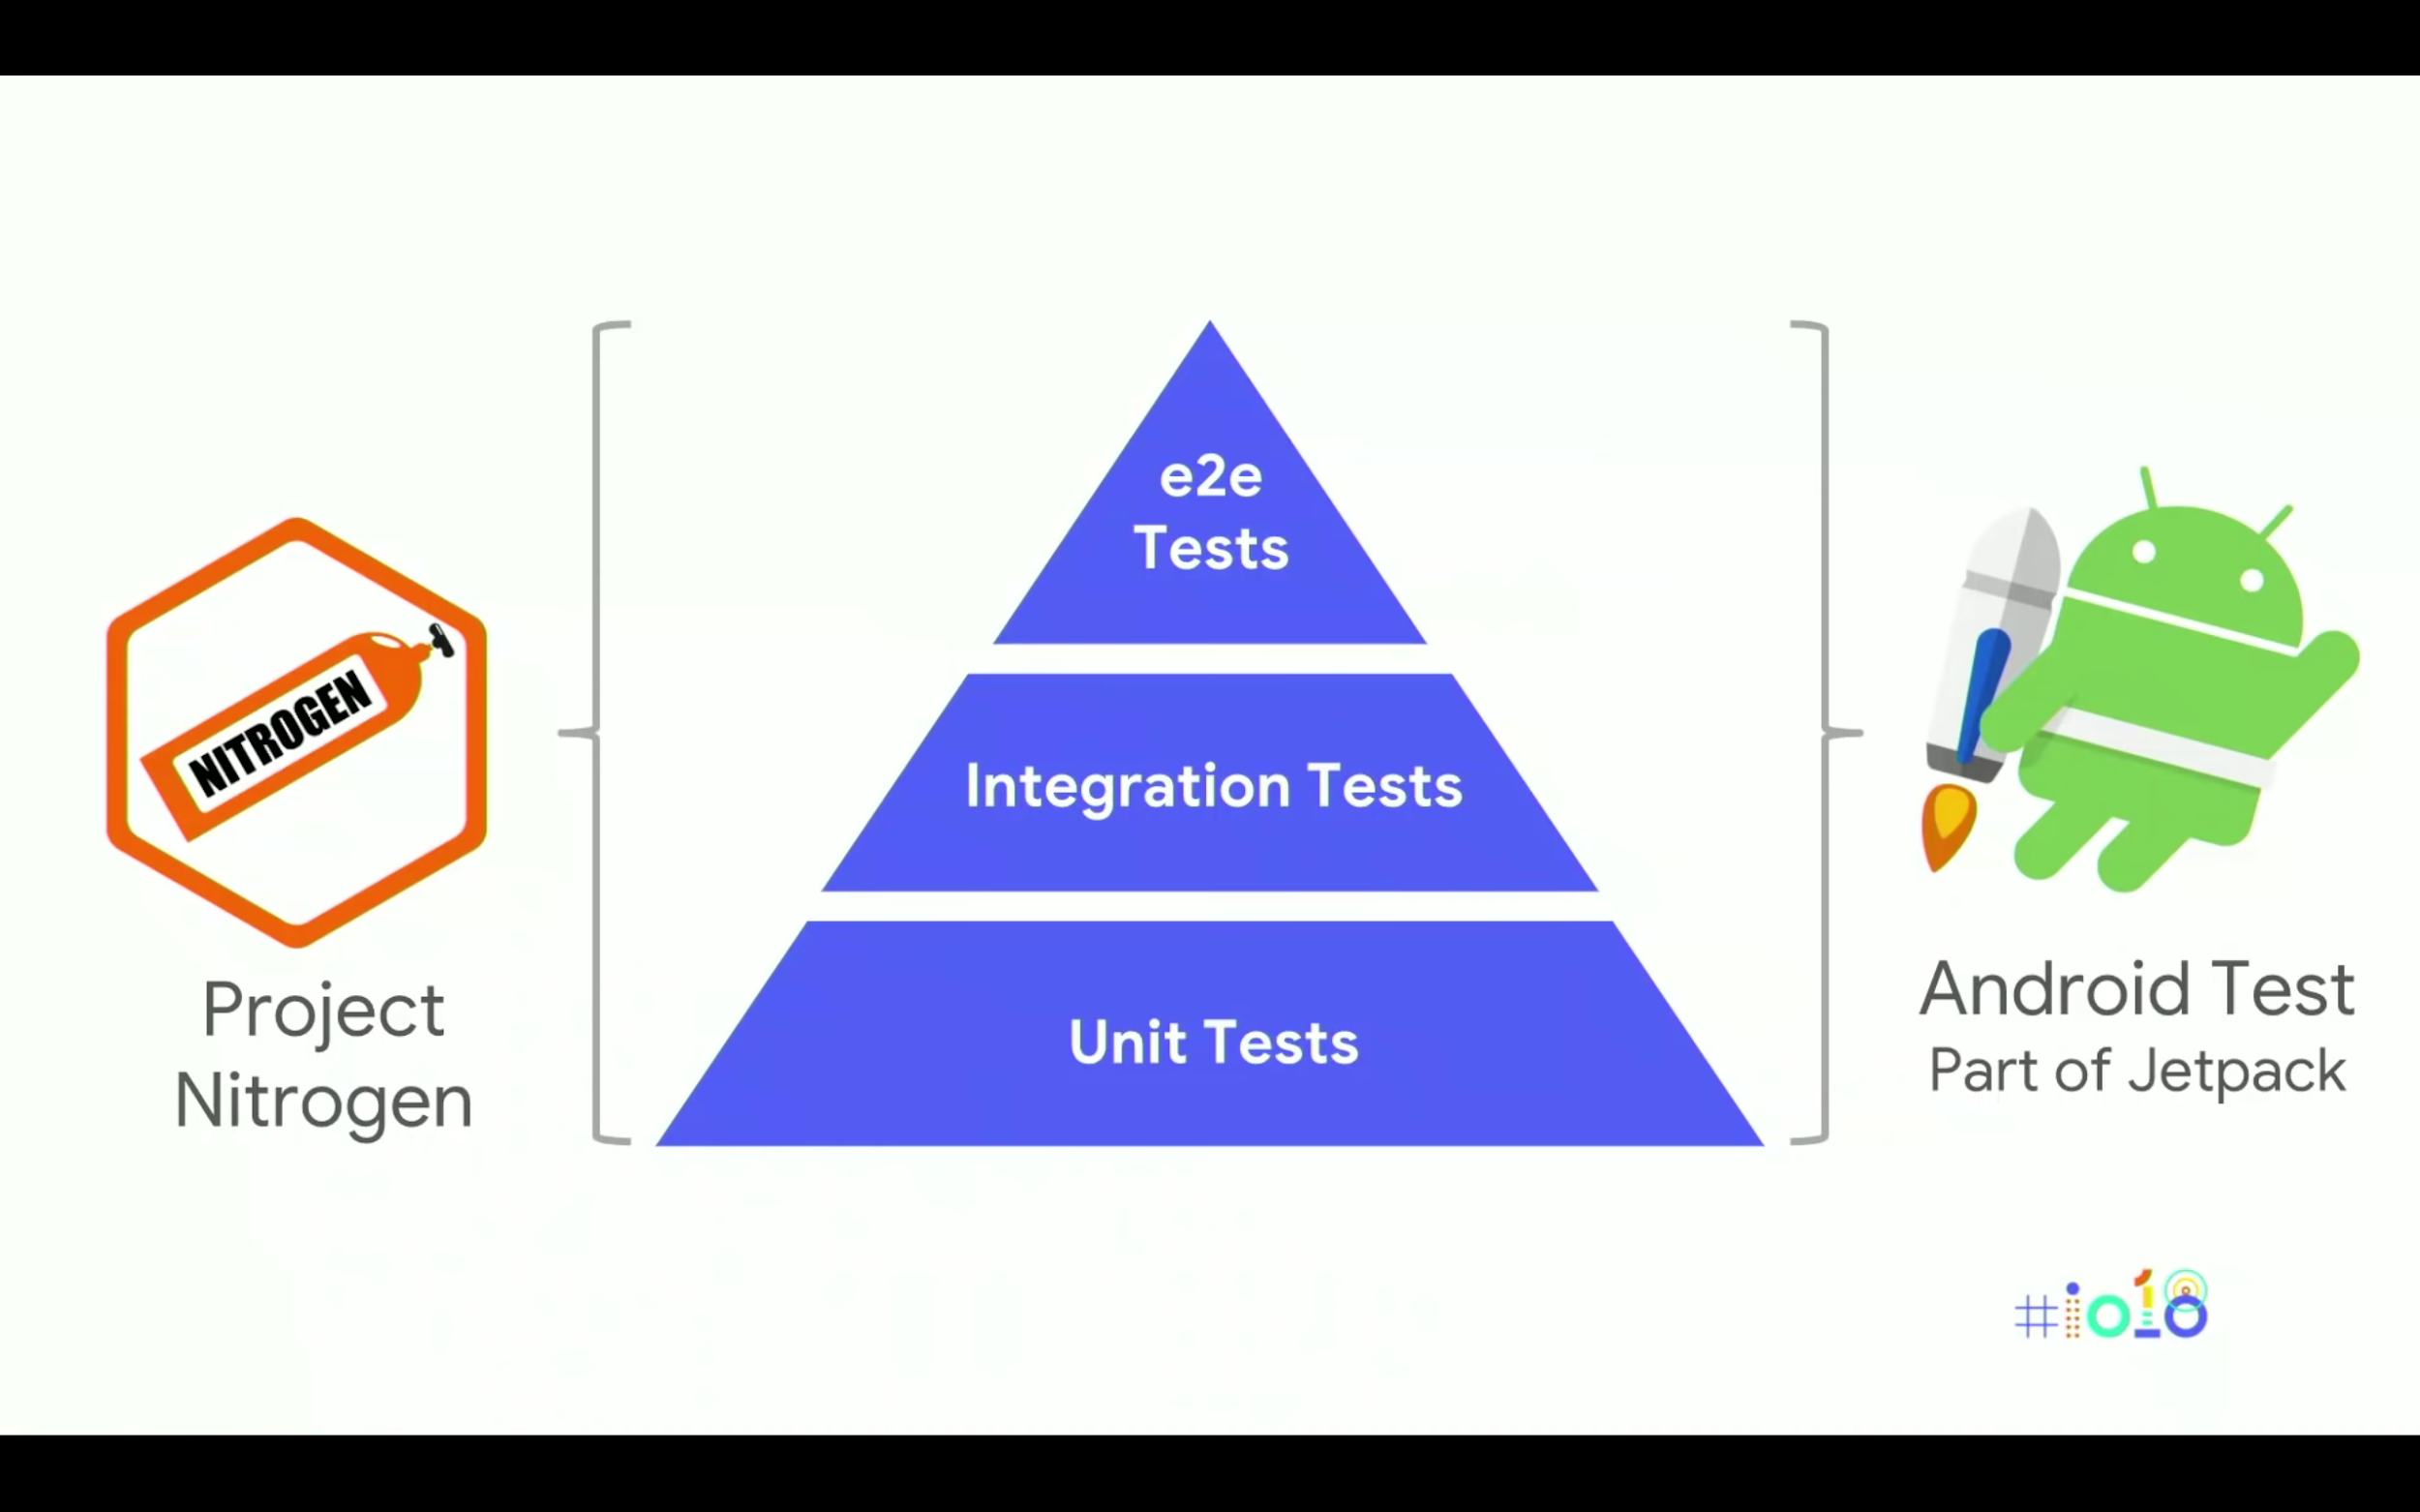 NITROGEN
Project
Nitrogen
e2e
Tests
Integration Tests
Unit Tests
Android Test
Part of Jetpack
#io18